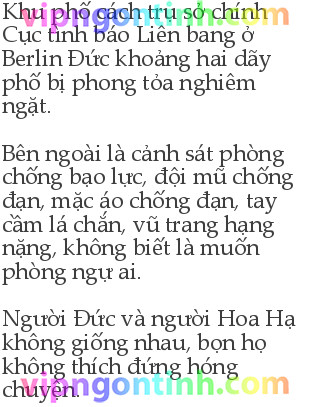 Khu phố cách trụ sở chính
vipngontinh.com
Cục tình báo Liên bang ở
Berlin Đức khoảng hai dãy
phố bị phong tỏa nghiêm
ngặt.
Bên ngoài là cảnh sát phòng
chống bạo lực, đội mũ chống
đạn, mặc áo chống đạn, tay
cầm lá chắn, vũ trang hạng
nặng, không biết là muốn
phòng ngự ai.
Người Đức và người Hoa Hạ
không giống nhau, bọn họ
không thích đứng hóng
vipngontinh.com
chuyện.